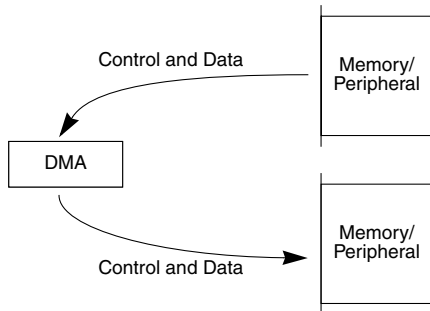 Control and Data
Memory/
Peripheral
DMA
Memory/
Peripheral
Control and Data